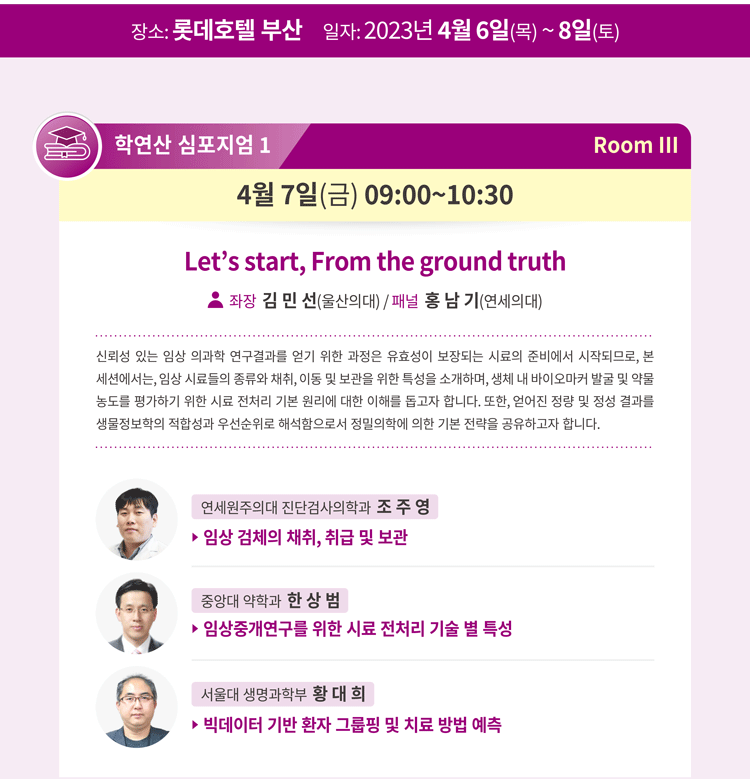 장소: 롯데호텔 부산 일자: 2023년 4월 6일(목) ~ 8일(토)
학연산 심포지엄 1 Room III
4월 7일(금) 09:00~10:30
Let's start, From the ground truth
좌장 김 민 선(울산의대) / 패널 홍 남 기(연세의대)
신뢰성 있는 임상 의과학 연구결과를 얻기 위한 과정은 유효성이 보장되는 시료의 준비에서 시작되므로, 본
세션에서는, 임상 시료들의 종류와 채취, 이동 및 보관을 위한 특성을 소개하며, 생체 내 바이오마커 발굴 및 약물
농도를 평가하기 위한 시료 전처리 기본 원리에 대한 이해를 돕고자 합니다. 또한, 얻어진 정량 및 정성 결과를
생물정보학의 적합성과 우선순위로 해석함으로서 정밀의학에 의한 기본 전략을 공유하고자 합니다.
연세원주의대 진단검사의학과 조 주 영
임상 검체의 채취, 취급 및 보관
중앙대 약학과 한 상 범
임상중개연구를 위한 시료 전처리 기술 별 특성
서울대 생명과학부 황 대 희
빅데이터 기반 환자 그룹핑 및 치료 방법 예측